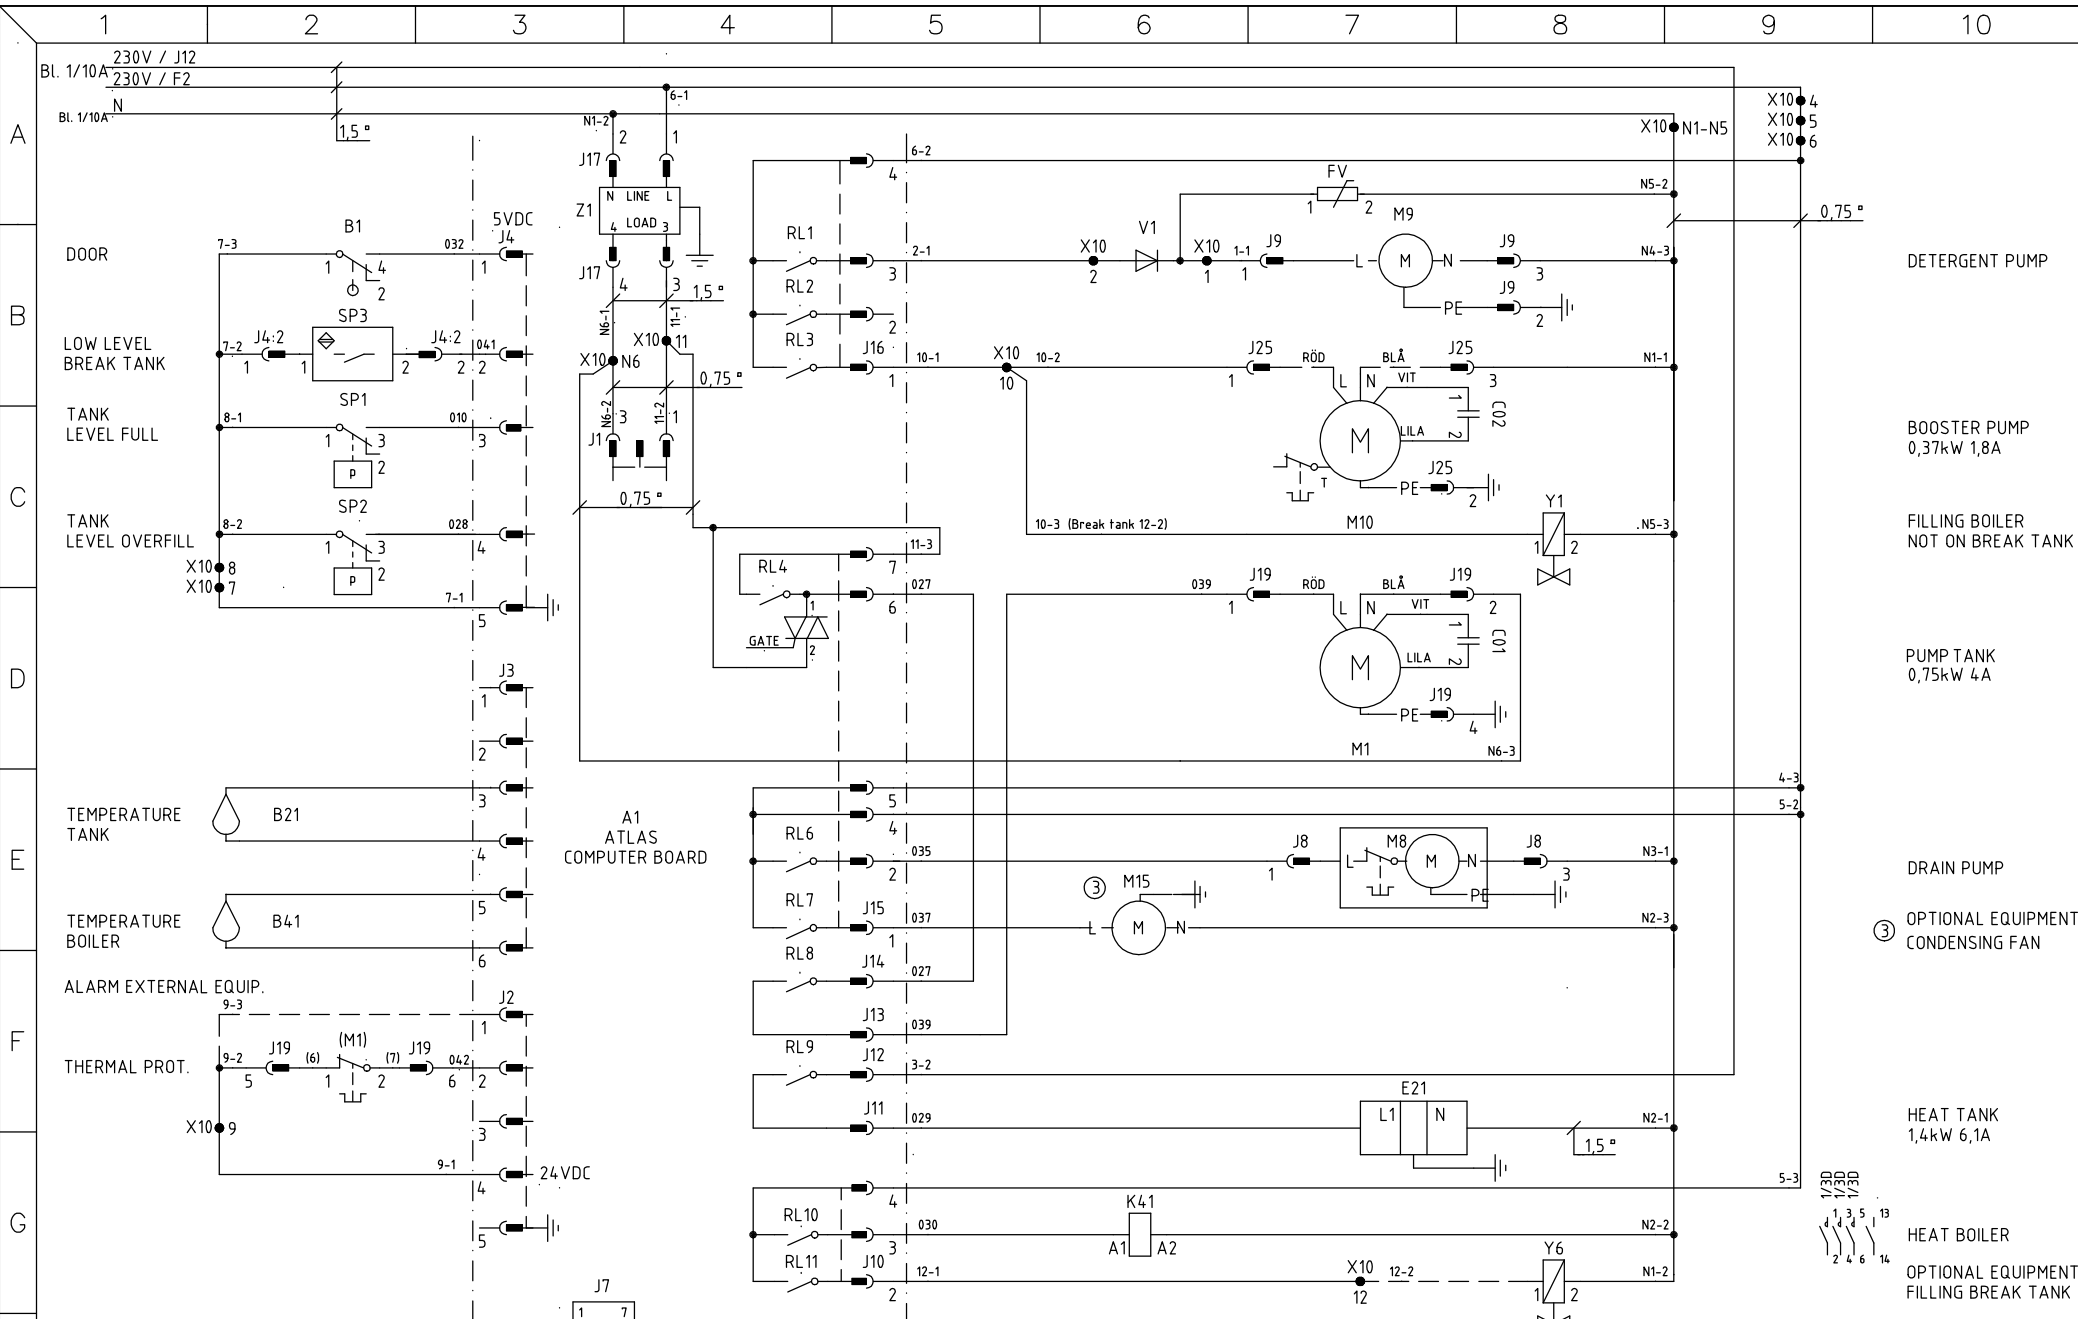 1 2 3 4 5 6 7 8 9 10
230V / J12
Bl. 1/10A
230V / F2
N
Bl. 1/10A
1,5 ¤
6-1
N1-2
2 1
J17
N LINE L
Z1
LOAD
4 3
J17
4 3
1,5 ¤
N6-1
11-1
X10 11
X10 N6
0,75 ¤
N6-2
11-2
3 1
J1
0,75 ¤
X10 4
X10 5
X10 6
X10 N1-N5
0,75 ¤
A
B
C
D
E
F
G
DOOR
7-3
B1
1 4
2
032
5VDC
J4
1
LOW LEVEL
BREAK TANK
7-2
J4:2
1
SP3
1 2
J4:2
2
041
2
TANK
LEVEL FULL
8-1
SP1
1 3
2
P
010
3
TANK
LEVEL OVERFILL
8-2
SP2
1 3
2
P
028
4
X10 8
X10 7
7-1
5
J3
1
2
3
4
5
6
TEMPERATURE
TANK
B21
TEMPERATURE
BOILER
B41
ALARM EXTERNAL EQUIP.
9-3
J2
1
THERMAL PROT.
9-2
J19
5
(6)
(M1)
1 2
(7)
J19
6
042
2
X10 9
3
9-1
4
24VDC
5
J7
1 7
A1
ATLAS
COMPUTER BOARD
6-2
4
FV
1 2
N5-2
RL1
3
2-1
X10
2
V1
X10
1
1-1
J9
1
L
M9
M
N
J9
3
N4-3
DETERGENT PUMP
PE
J9
2
RL2
2
RL3
J16
1
10-1
X10
10
10-2
J25
1
RÖD
L
BLÅ
N
VIT
J25
3
N1-1
1
2
C02
M
LILA
T
PE
J25
2
M10
BOOSTER PUMP
0,37kW 1,8A
10-3 (Break tank 12-2)
Y1
1 2
N5-3
FILLING BOILER
NOT ON BREAK TANK
11-3
7
RL4
027
6
1
GATE
2
039
J19
1
RÖD
L
BLÅ
N
VIT
J19
2
1
2
C01
M
LILA
PE
J19
4
M1
N6-3
PUMP TANK
0,75kW 4A
5
4-3
4
5-2
RL6
2
035
J8
1
L
M8
M
N
PE
J8
3
N3-1
DRAIN PUMP
RL7
J15
1
037
3
M15
L
M
N
N2-3
3
OPTIONAL EQUIPMENT
CONDENSING FAN
RL8
J14
027
J13
039
RL9
J12
3-2
J11
029
E21
L1 N
1,5 ¤
N2-1
HEAT TANK
1,4kW 6,1A
4
5-3
RL10
3
030
K41
A1 A2
N2-2
1/3D
1/3D
1/3D
1 3 5 13
2 4 6 14
HEAT BOILER
RL11
J10
2
12-1
X10
12
12-2
Y6
1 2
N1-2
OPTIONAL EQUIPMENT
FILLING BREAK TANK